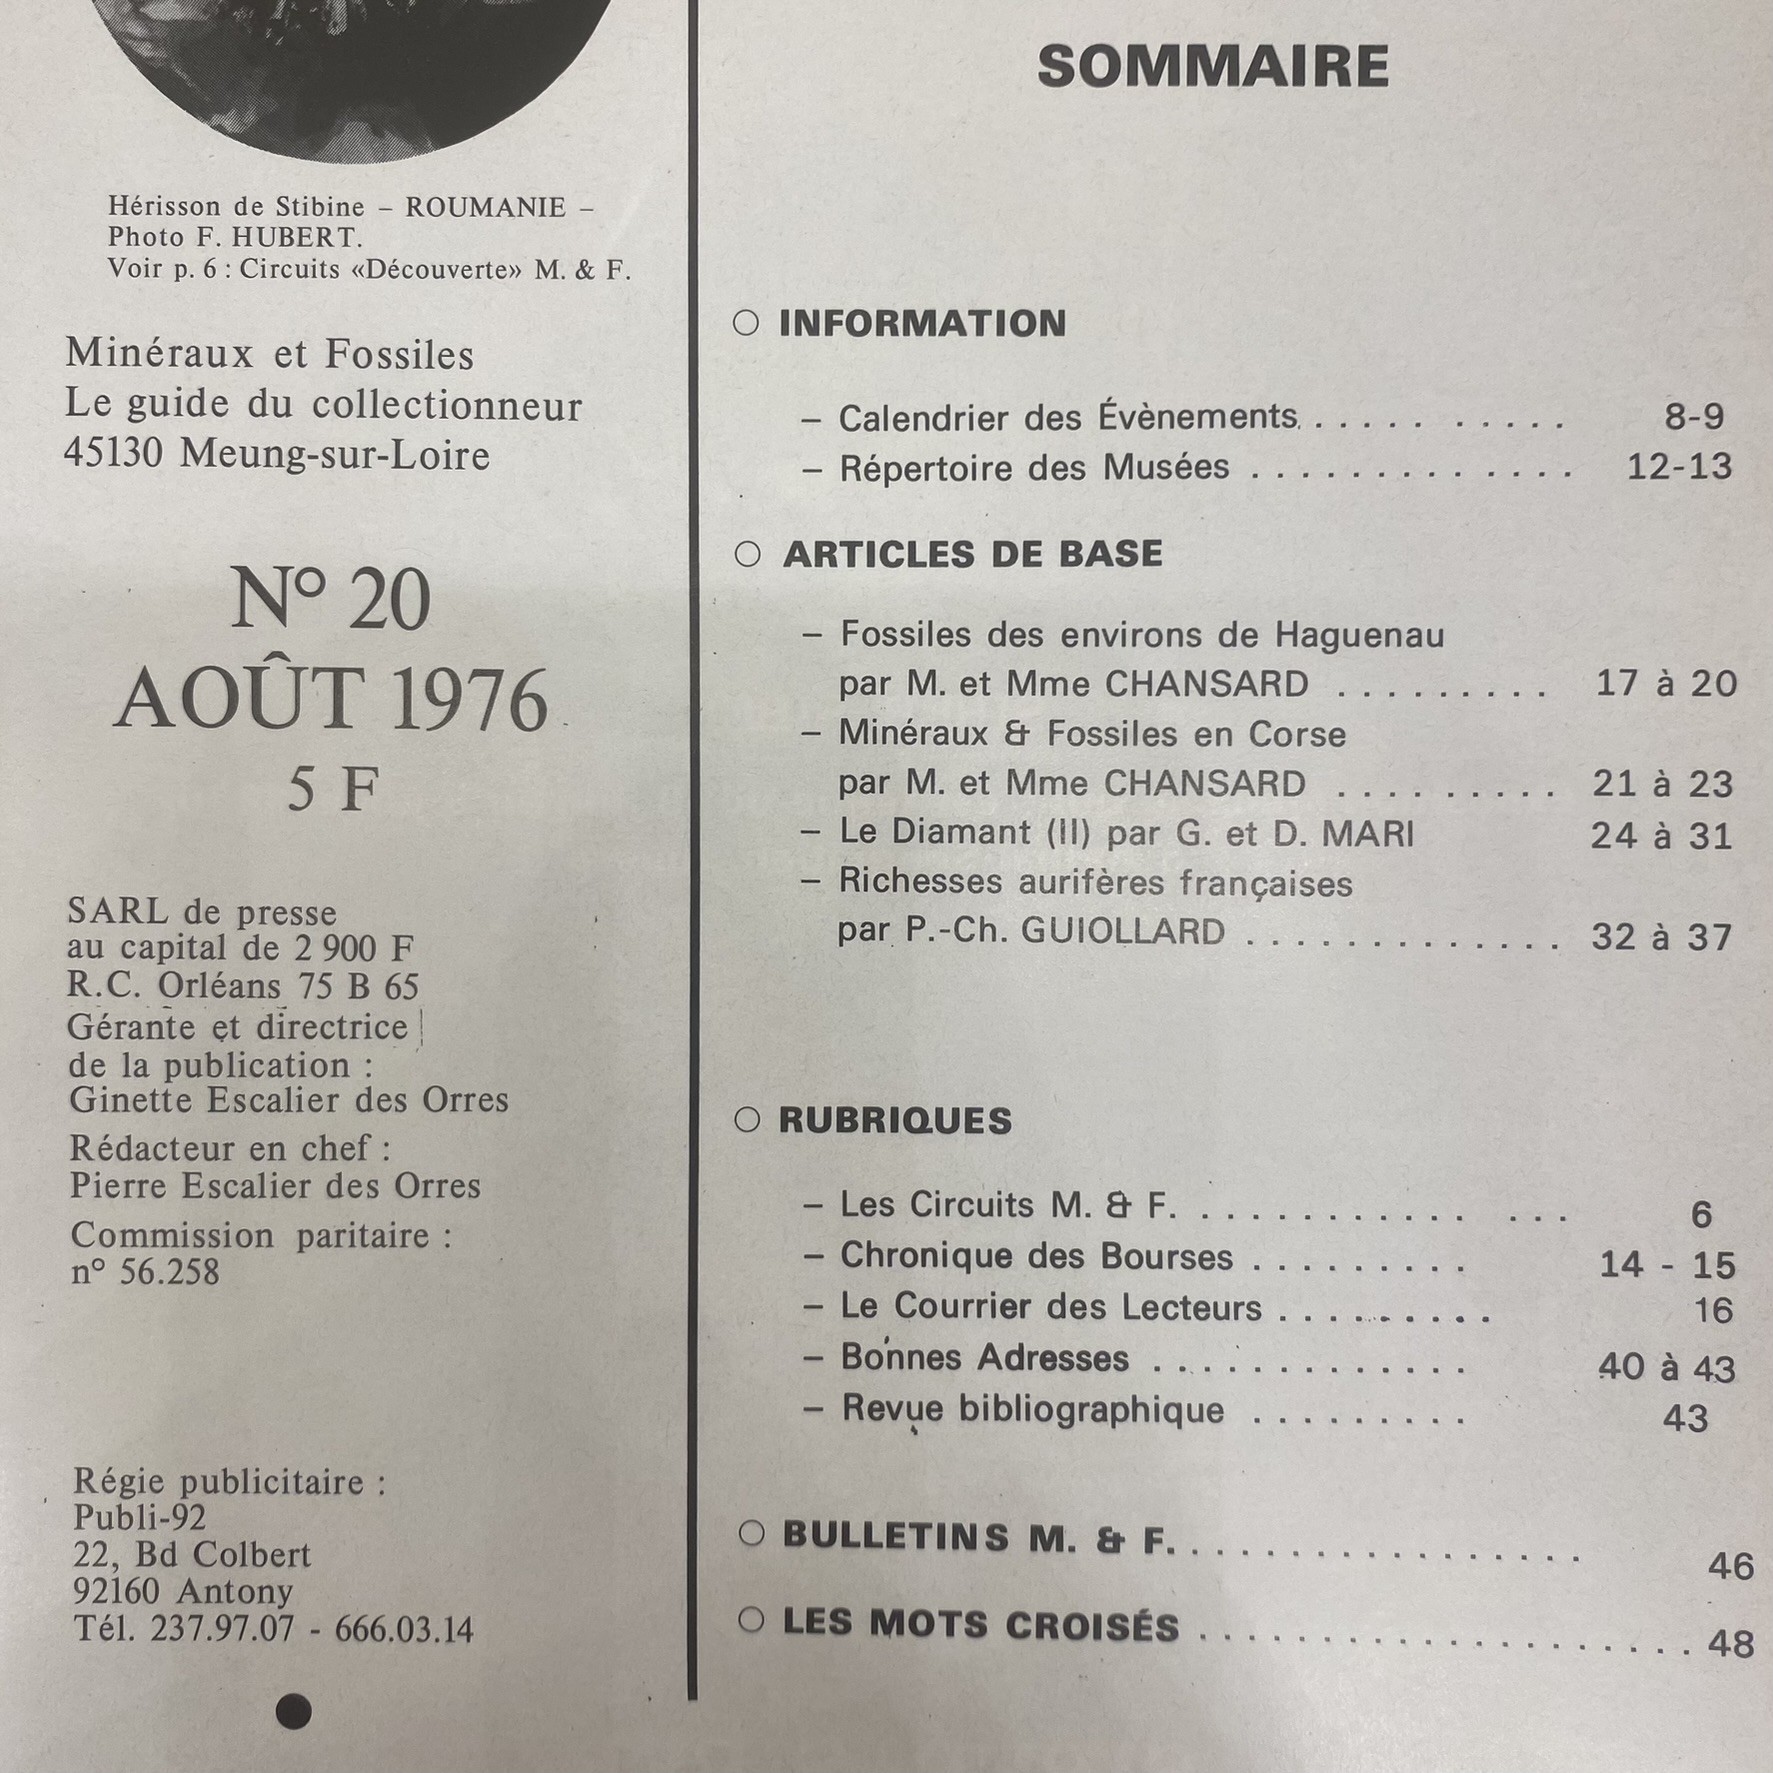 Hérisson de Stibine – ROUMANIE –
Photo F. HUBERT.
Voir p. 6 : Circuits «Découverte» M. & F.
Minéraux et Fossiles
Le guide du collectionneur
45130 Meung-sur-Loire
N° 20
AOÛT 1976
5 F
SARL de presse
au capital de 2 900 F
R.C. Orléans 75 B 65
Gérante et directrice
de la publication :
Ginette Escalier des Orres
Rédacteur en chef :
Pierre Escalier des Orres
Commission paritaire :
n° 56.258
Régie publicitaire :
Publi-92
22, Bd Colbert
92160 Antony
Tél. 237.97.07 - 666.03.14
SOMMAIRE
○ INFORMATION
– Calendrier des Évènements. . . . . . . . . . . 8-9
– Répertoire des Musées . . . . . . . . . . . . . 12-13
○ ARTICLES DE BASE
– Fossiles des environs de Haguenau
par M. et Mme CHANSARD . . . . . . . . . 17 à 20
– Minéraux & Fossiles en Corse
par M. et Mme CHANSARD . . . . . . . . . 21 à 23
– Le Diamant (II) par G. et D. MARI 24 à 31
– Richesses aurifères françaises
par P.-Ch. GUIOLLARD . . . . . . . . . . . . . 32 à 37
○ RUBRIQUES
– Les Circuits M. & F. . . . . . . . . . . . . . . 6
– Chronique des Bourses . . . . . . . . . 14 - 15
– Le Courrier des Lecteurs . . . . . . . . . 16
– Bonnes Adresses . . . . . . . . . . . . . 40 à 43
– Revue bibliographique . . . . . . . . . 43
○ BULLETINS M. & F. . . . . . . . . . . . . . . . . 46
○ LES MOTS CROISÉS . . . . . . . . . . . . . . . . . . . . 48